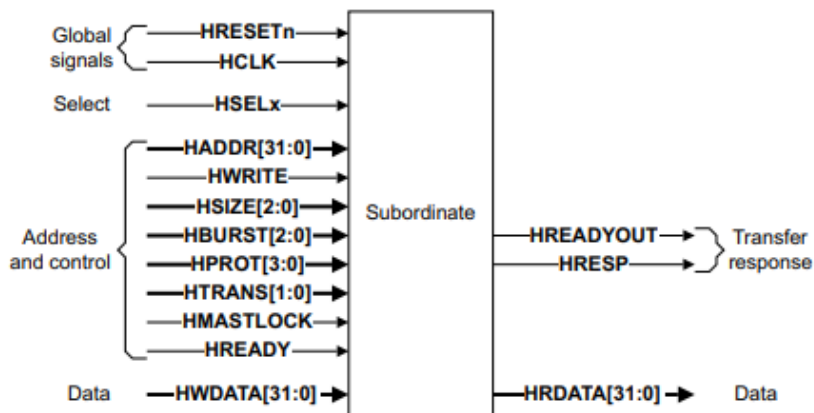 Global
signals
HRESETn
HCLK
Select
HSELx
Address
and control
HADDR[31:0]
HWRITE
HSIZE[2:0]
HBURST[2:0]
HPROT[3:0]
HTRANS[1:0]
HMASTLOCK
HREADY
Data
HWDATA[31:0]
Subordinate
HREADYOUT
HRESP
Transfer
response
HRDATA[31:0]
Data